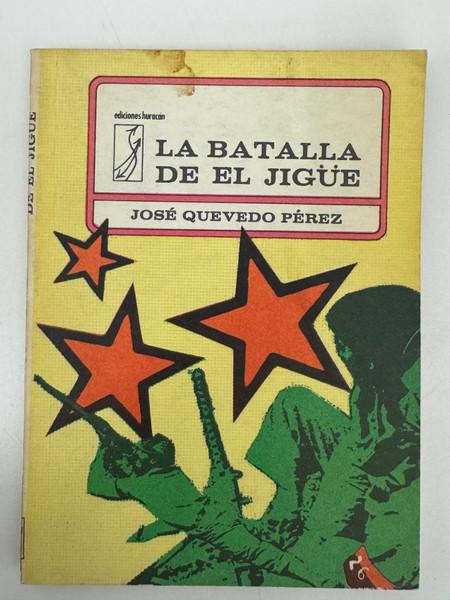 ediciones huracán
LA BATALLA
DE EL JIGÜE
JOSÉ QUEVEDO PÉREZ
DE EL JIGÜE